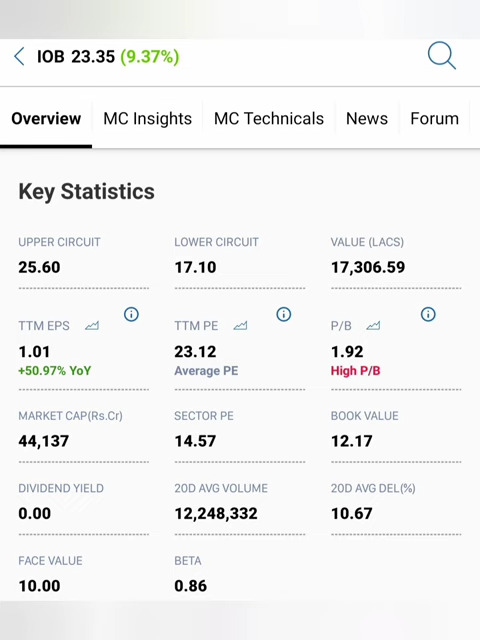 IOB 23.35 (9.37%)
Overview MC Insights MC Technicals News Forum
Key Statistics
UPPER CIRCUIT LOWER CIRCUIT VALUE (LACS)
25.60 17.10 17,306.59
TTM EPS TTM PE P/B
1.01 23.12 1.92
+50.97% YoY Average PE High P/B
MARKET CAP(Rs.Cr) SECTOR PE BOOK VALUE
44,137 14.57 12.17
DIVIDEND YIELD 20D AVG VOLUME 20D AVG DEL(%)
0.00 12,248,332 10.67
FACE VALUE BETA
10.00 0.86